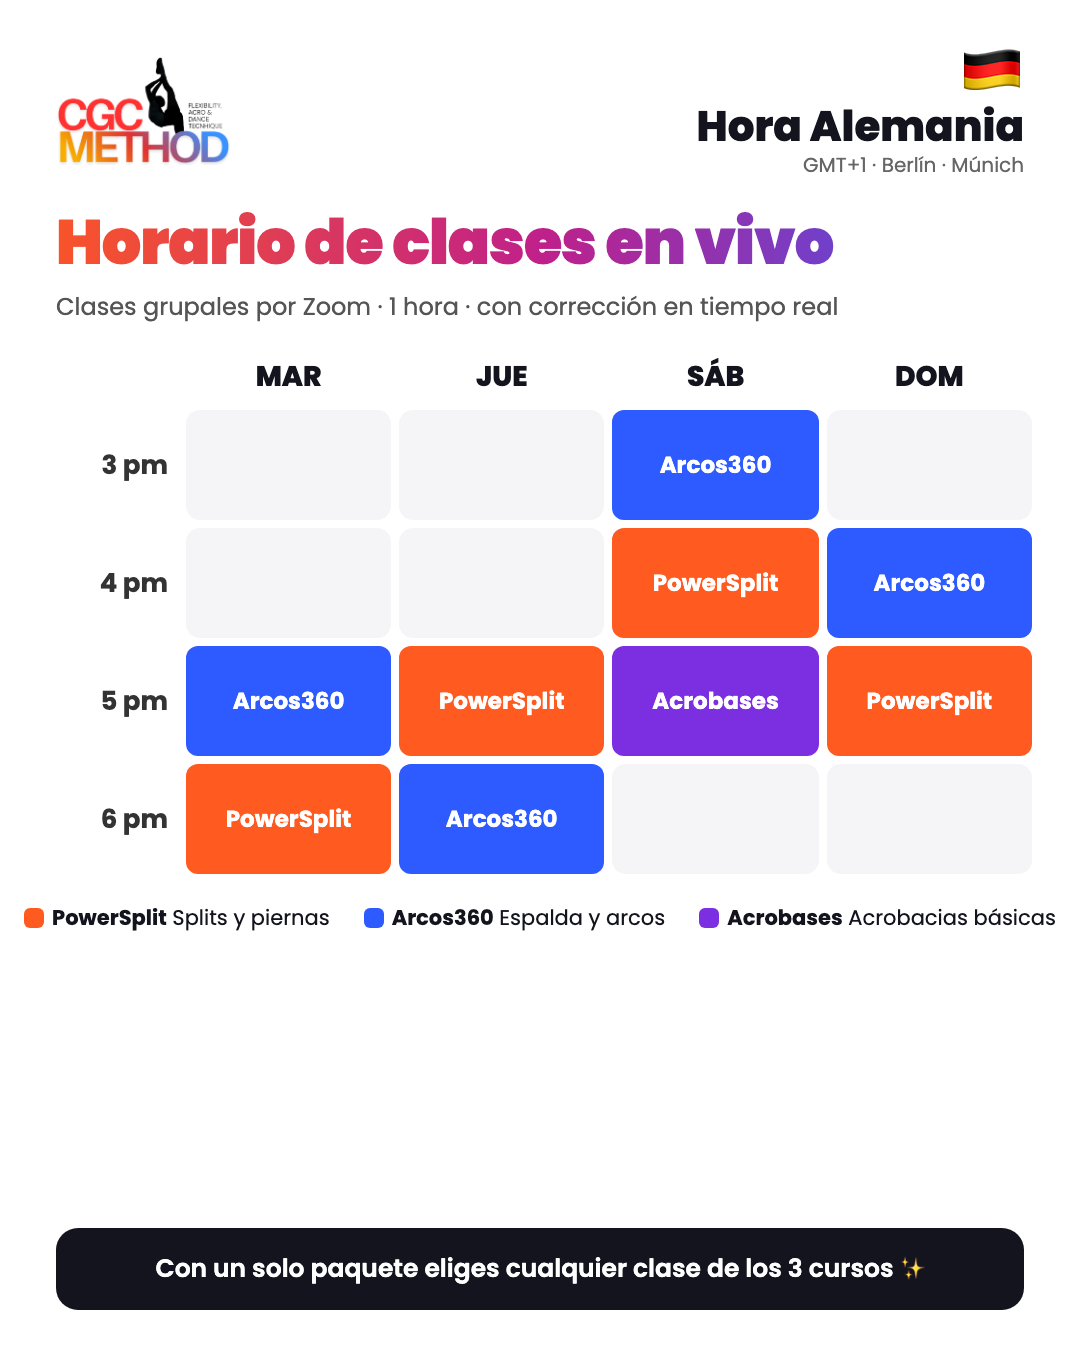 CGC
METHOD
FLEXIBILITY,
ACRO &
DANCE
TECNHIQUE
Hora Alemania
GMT+1 · Berlín · Múnich
Horario de clases en vivo
Clases grupales por Zoom · 1 hora · con corrección en tiempo real
MAR JUE SÁB DOM
3 pm Arcos360
4 pm PowerSplit Arcos360
5 pm Arcos360 PowerSplit Acrobases PowerSplit
6 pm PowerSplit Arcos360
PowerSplit Splits y piernas Arcos360 Espalda y arcos Acrobases Acrobacias básicas
Con un solo paquete eliges cualquier clase de los 3 cursos ✨